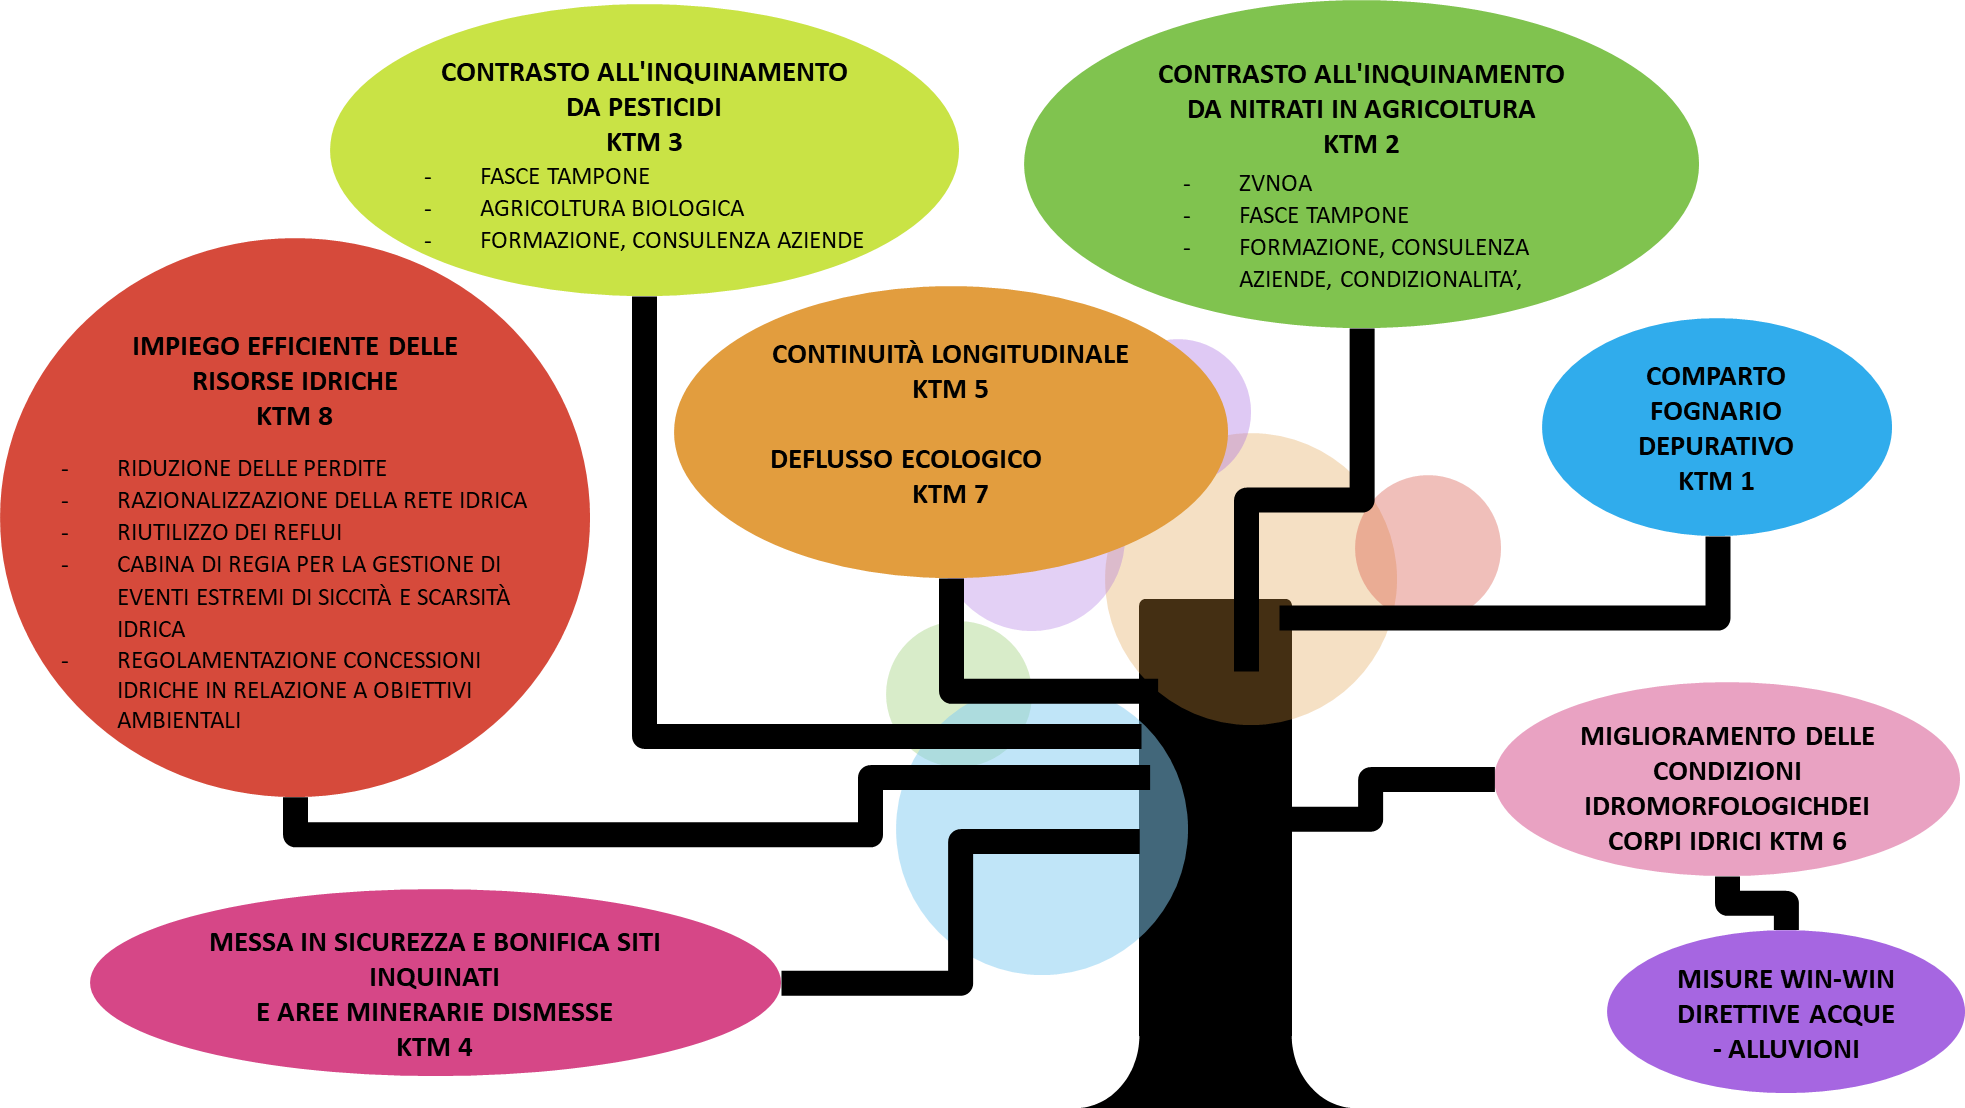 CONTRASTO ALL'INQUINAMENTO
DA PESTICIDI
KTM 3
- FASCE TAMPONE
- AGRICOLTURA BIOLOGICA
- FORMAZIONE, CONSULENZA AZIENDE
CONTRASTO ALL'INQUINAMENTO
DA NITRATI IN AGRICOLTURA
KTM 2
- ZVNOA
- FASCE TAMPONE
- FORMAZIONE, CONSULENZA
AZIENDE, CONDIZIONALITA’,
IMPIEGO EFFICIENTE DELLE
RISORSE IDRICHE
KTM 8
- RIDUZIONE DELLE PERDITE
- RAZIONALIZZAZIONE DELLA RETE IDRICA
- RIUTILIZZO DEI REFLUI
- CABINA DI REGIA PER LA GESTIONE DI
EVENTI ESTREMI DI SICCITÀ E SCARSITÀ
IDRICA
- REGOLAMENTAZIONE CONCESSIONI
IDRICHE IN RELAZIONE A OBIETTIVI
AMBIENTALI
CONTINUITÀ LONGITUDINALE
KTM 5
DEFLUSSO ECOLOGICO
KTM 7
COMPARTO
FOGNARIO
DEPURATIVO
KTM 1
MIGLIORAMENTO DELLE
CONDIZIONI
IDROMORFOLOGICHDEI
CORPI IDRICI KTM 6
MESSA IN SICUREZZA E BONIFICA SITI
INQUINATI
E AREE MINERARIE DISMESSE
KTM 4
MISURE WIN-WIN
DIRETTIVE ACQUE
- ALLUVIONI